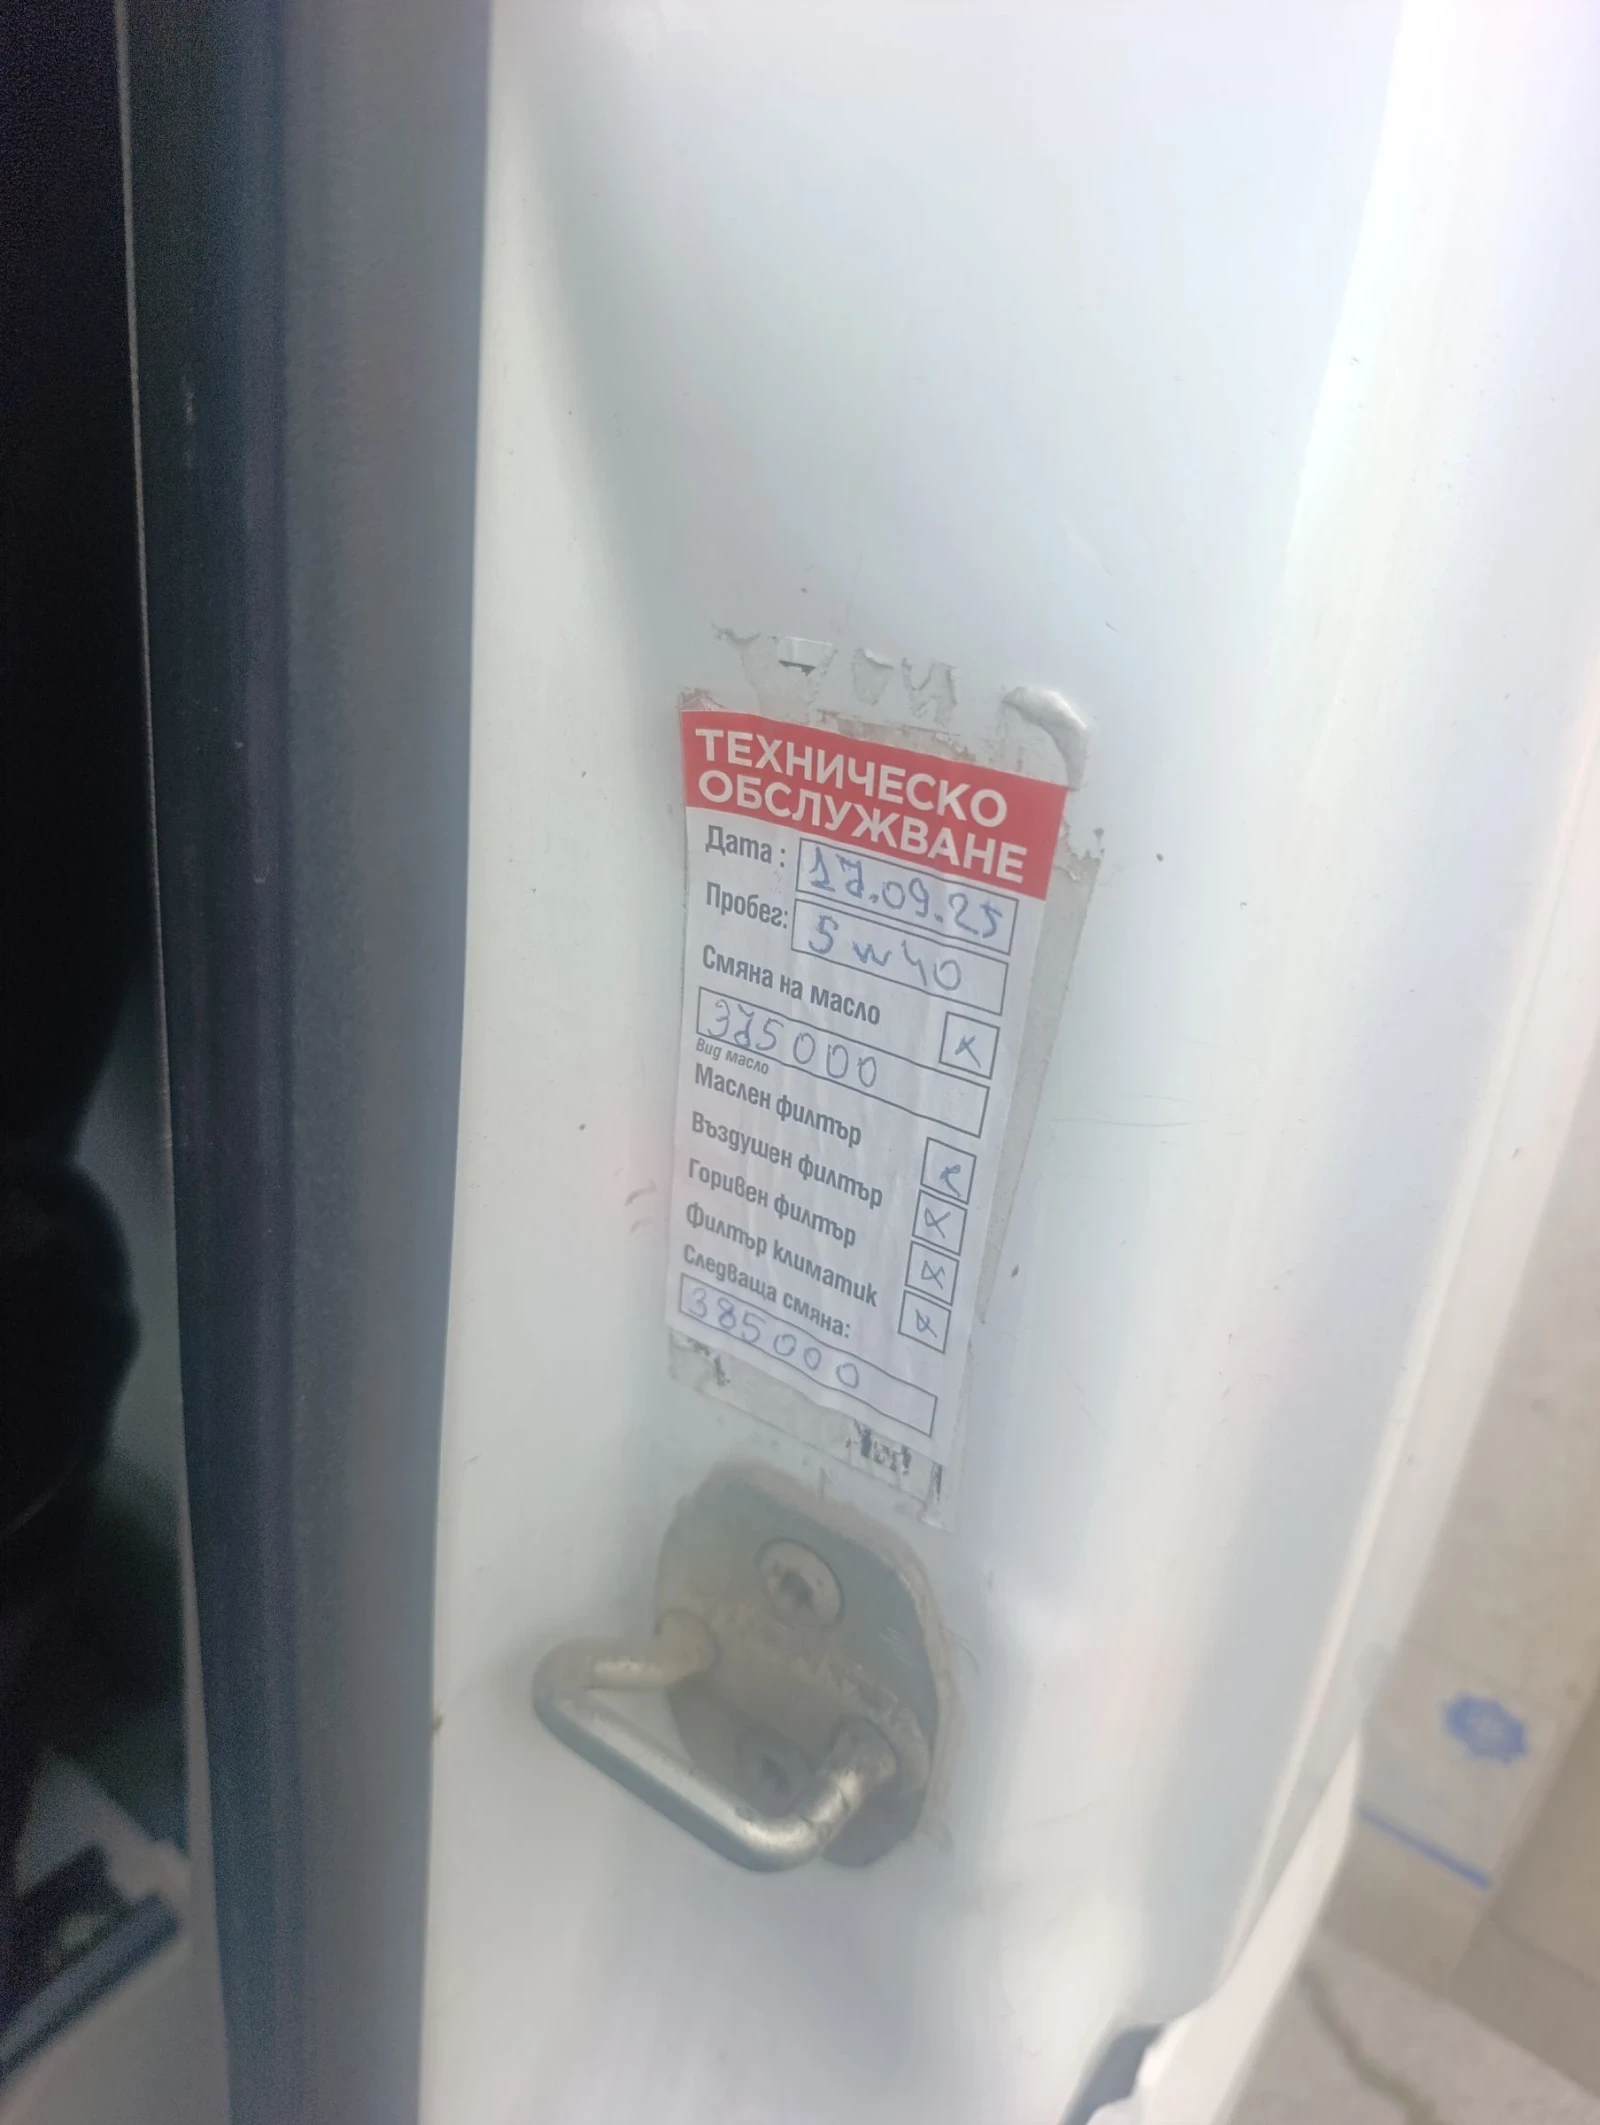 ТЕХНИЧЕСКО
ОБСЛУЖВАНЕ
Дата: 17.09.25
Пробег: 5w40
Смяна на масло x
375000
Вид масло
Маслен филтър x
Въздушен филтър x
Горивен филтър x
Филтър климатик x
Следваща смяна:
385000